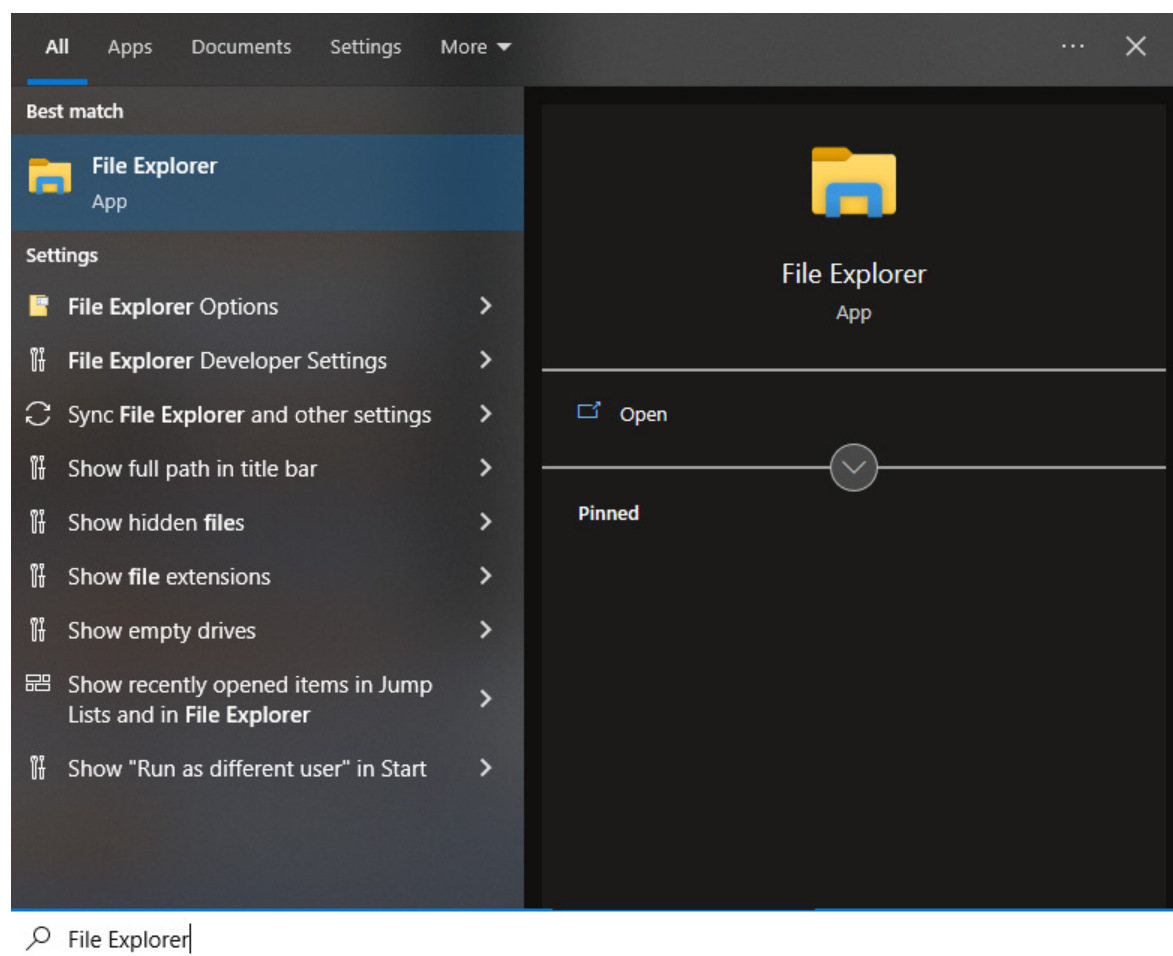 All Apps Documents Settings More
Best match
File Explorer
App
Settings
File Explorer Options
File Explorer Developer Settings
Sync File Explorer and other settings
Show full path in title bar
Show hidden files
Show file extensions
Show empty drives
Show recently opened items in Jump
Lists and in File Explorer
Show "Run as different user" in Start
File Explorer
App
Open
Pinned
File Explorer